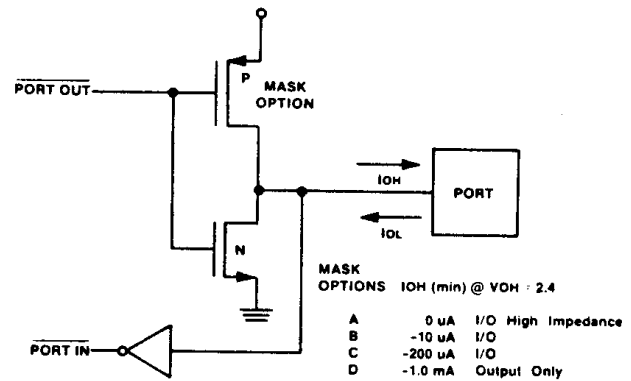 P
PORT OUT
MASK
OPTION
IOH
PORT
IOL
N
MASK
OPTIONS IOH (min) @ VOH : 2.4
A 0 uA I/O High Impedance
B -10 uA I/O
C -200 uA I/O
D -1.0 mA Output Only
PORT IN